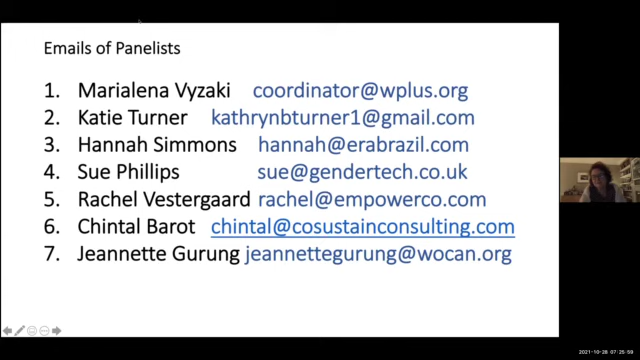 Emails of Panelists
1. Marialena Vyzaki coordinator@wplus.org
2. Katie Turner kathrynbturner1@gmail.com
3. Hannah Simmons hannah@erabrazil.com
4. Sue Phillips sue@gendertech.co.uk
5. Rachel Vestergaard rachel@empowerco.com
6. Chintal Barot chintal@cosustainconsulting.com
7. Jeannette Gurung jeannettegurung@wocan.org
2021-10-28 07:25:59